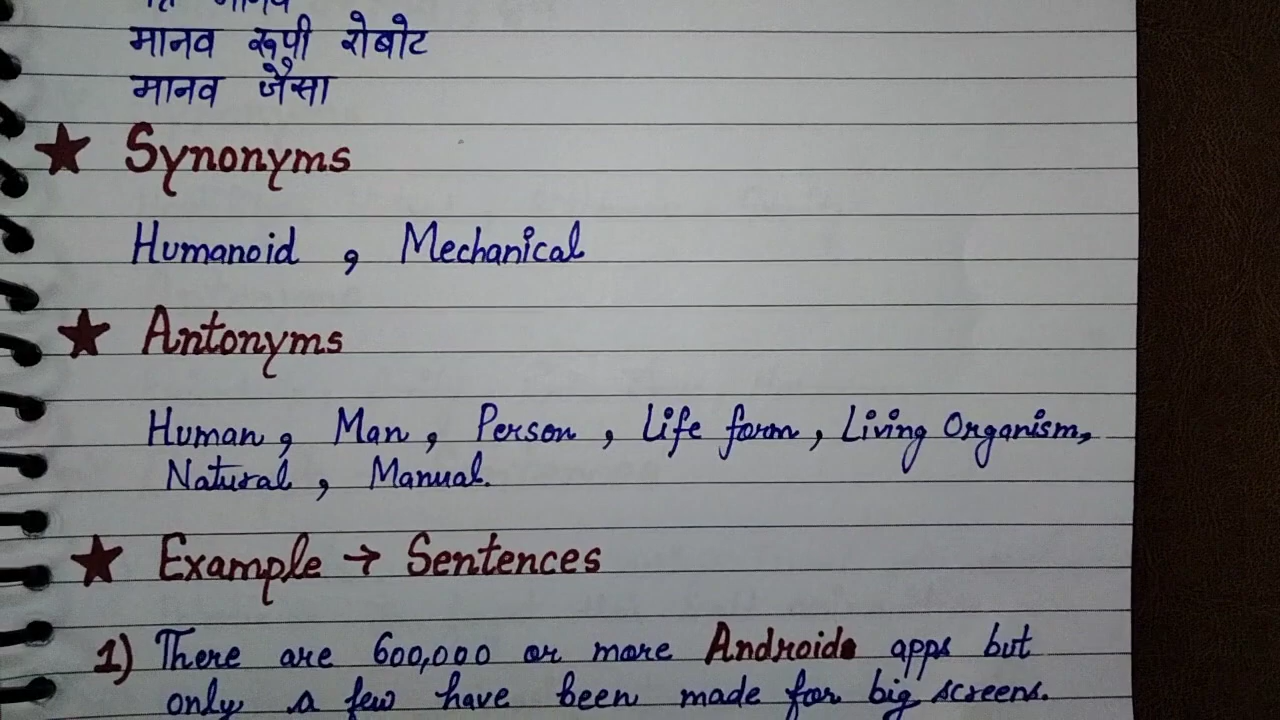 मानव रूपी रोबोट
मानव जैसा
★ Synonyms
Humanoid , Mechanical
★ Antonyms
Human, Man, Person, Life form, Living Organism,
Natural, Manual.
★ Example → Sentences
1) There are 600,000 or more Android apps but
only a few have been made for big screens.